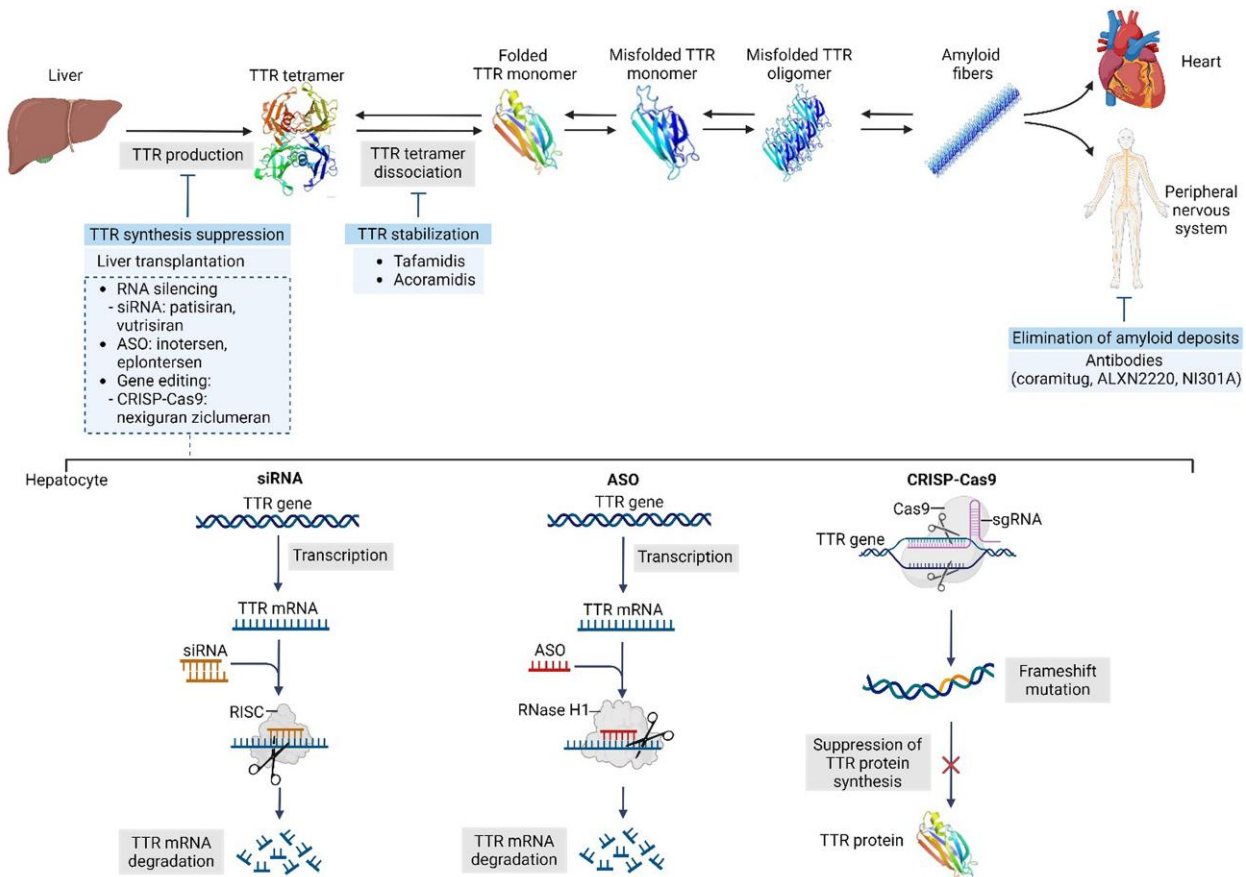 Liver
TTR tetramer
Folded
TTR monomer
Misfolded TTR
monomer
Misfolded TTR
oligomer
Amyloid
fibers
Heart
TTR production
TTR tetramer
dissociation
Peripheral
nervous
system
TTR synthesis suppression
Liver transplantation
• RNA silencing
- siRNA: patisiran,
vutrisiran
• ASO: inotersen,
eplontersen
• Gene editing:
- CRISP-Cas9:
nexiguran ziclumeran
TTR stabilization
• Tafamidis
• Acoramidis
Elimination of amyloid deposits
Antibodies
(coramitug, ALXN2220, NI301A)
Hepatocyte
siRNA
TTR gene
Transcription
TTR mRNA
siRNA
RISC
TTR mRNA
degradation
ASO
TTR gene
Transcription
TTR mRNA
ASO
RNase H1
TTR mRNA
degradation
CRISP-Cas9
Cas9
sgRNA
TTR gene
Frameshift
mutation
Suppression of
TTR protein
synthesis
TTR protein